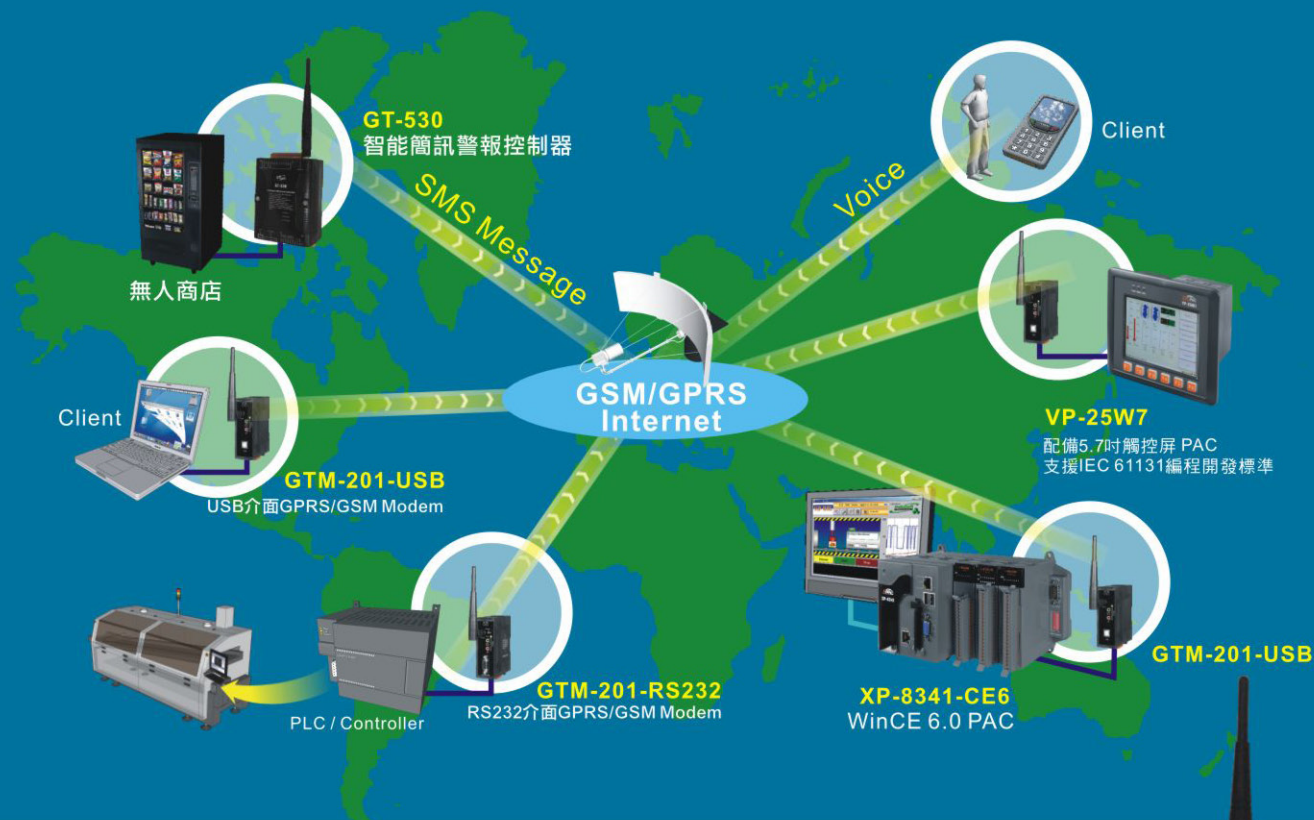 GT-530
智能簡訊警報控制器
SMS Message
無人商店
Voice
Client
GSM/GPRS
Internet
Client
GTM-201-USB
USB介面GPRS/GSM Modem
VP-25W7
配備5.7吋觸控屏 PAC
支援IEC 61131編程開發標準
GTM-201-RS232
RS232介面GPRS/GSM Modem
PLC / Controller
XP-8341-CE6
WinCE 6.0 PAC
GTM-201-USB